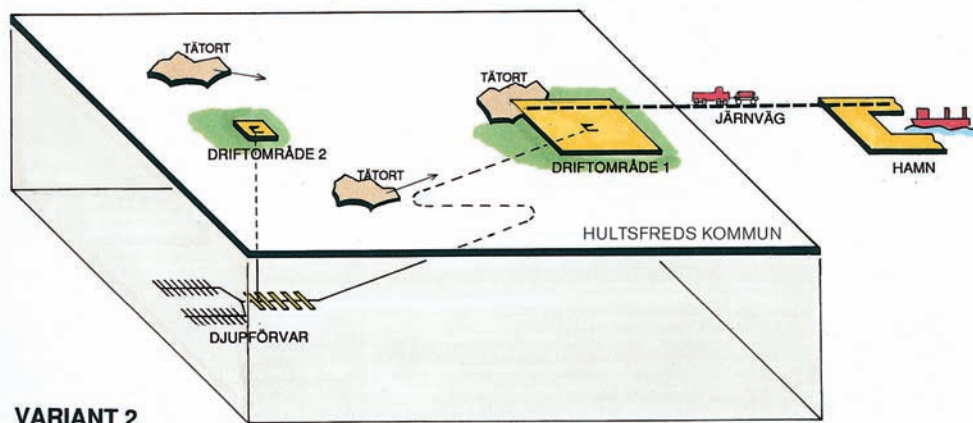 TÄTORT
TÄTORT
JÄRNVÄG
DRIFTOMRÅDE 2
DRIFTOMRÅDE 1
HAMN
TÄTORT
HULTSFREDS KOMMUN
DJUPFÖRVAR
VARIANT 2